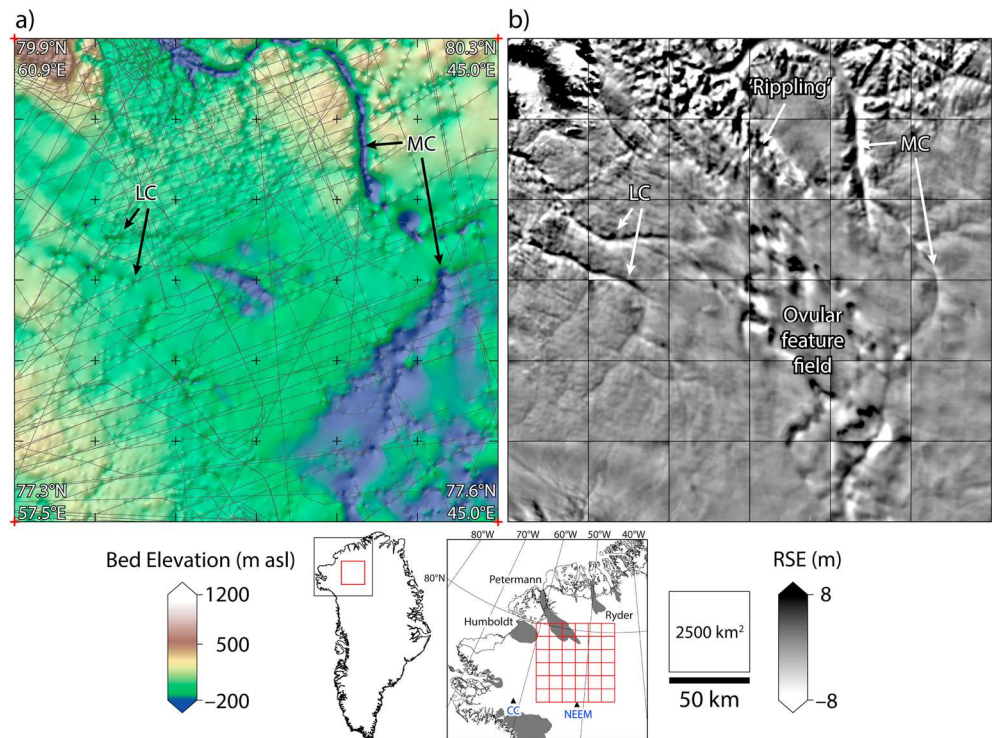 a)
79.9°N
60.9°E
80.3°N
45.0°E
MC
LC
77.3°N
57.5°E
77.6°N
45.0°E
b)
'Rippling'
MC
LC
Ovular
feature
field
Bed Elevation (m asl)
1200
500
200
–200
80°W 70°W 60°W 50°W 40°W
80°N
Petermann
Humboldt
Ryder
CC
NEEM
2500 km²
50 km
RSE (m)
8
–8